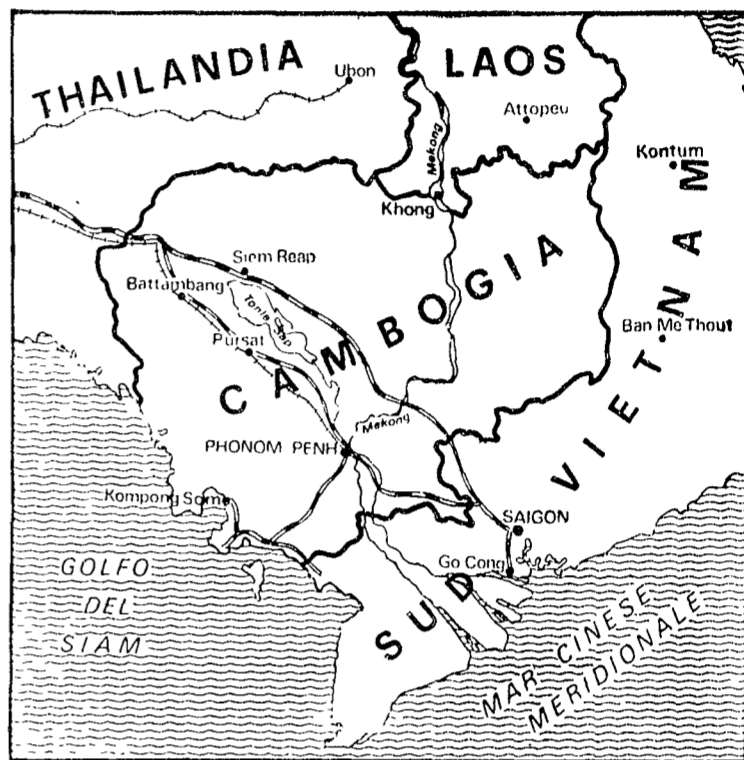 THAILANDIA
Ubon
LAOS
Attopeu
Mekong
Kontum
Khong
Siem Reap
Battambang
Tonle Sap
Pursat
CAMBOGIA
Ban Me Thout
Mekong
PHONOM PENH
Kompong Som
SAIGON
Go Cong
SUD VIETNAM
GOLFO
DEL
SIAM
MAR CINESE
MERIDIONALE